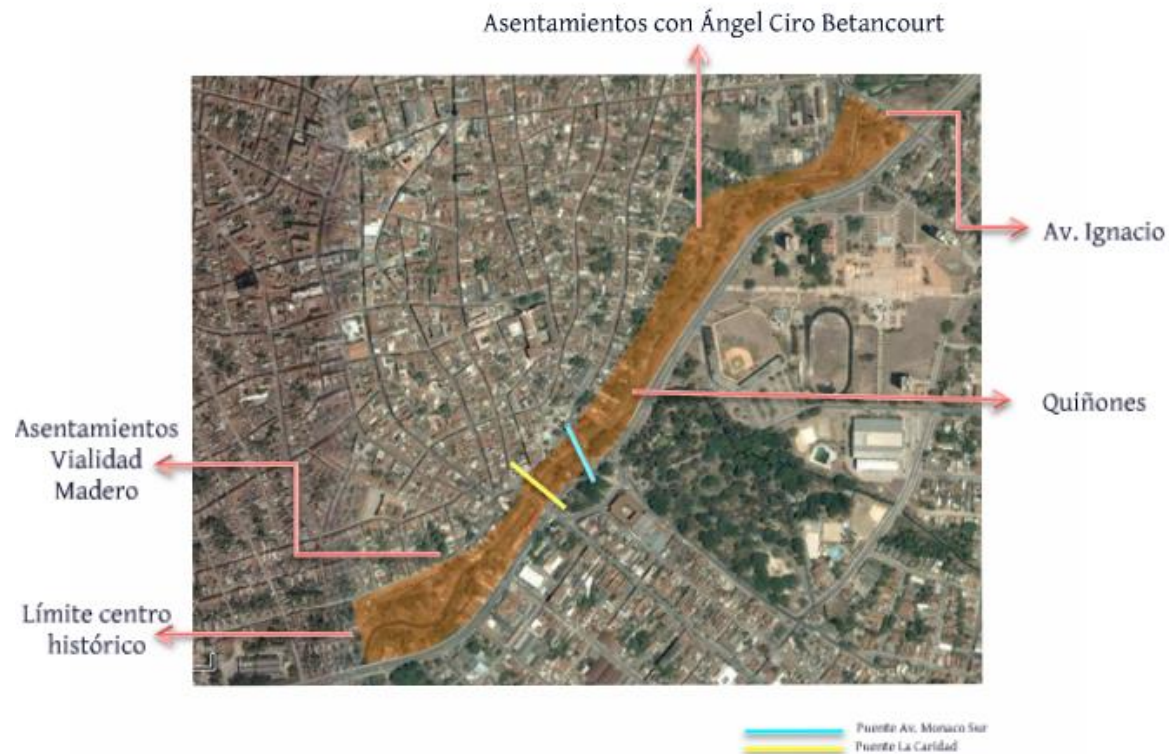 Asentamientos con Ángel Ciro Betancourt
Av. Ignacio
Quiñones
Asentamientos
Vialidad
Madero
Límite centro
histórico
Puente Av. Monaco Sur
Puente La Caridad